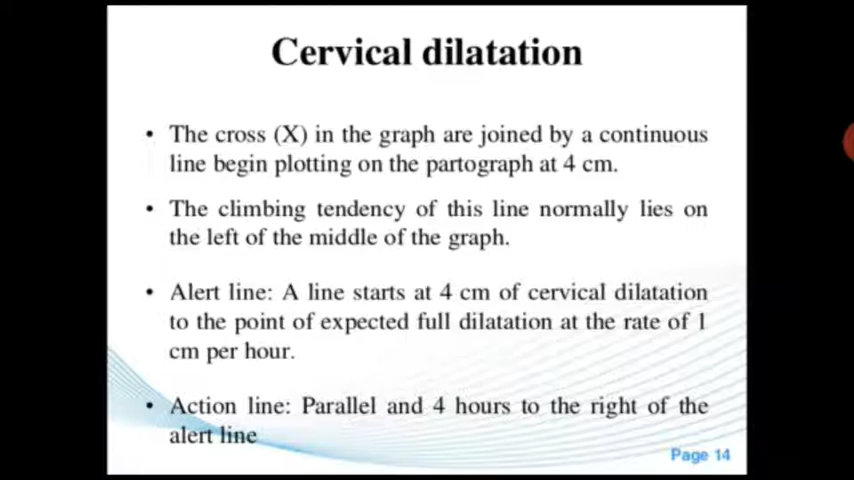 Cervical dilatation
• The cross (X) in the graph are joined by a continuous
line begin plotting on the partograph at 4 cm.
• The climbing tendency of this line normally lies on
the left of the middle of the graph.
• Alert line: A line starts at 4 cm of cervical dilatation
to the point of expected full dilatation at the rate of 1
cm per hour.
• Action line: Parallel and 4 hours to the right of the
alert line
Page 14